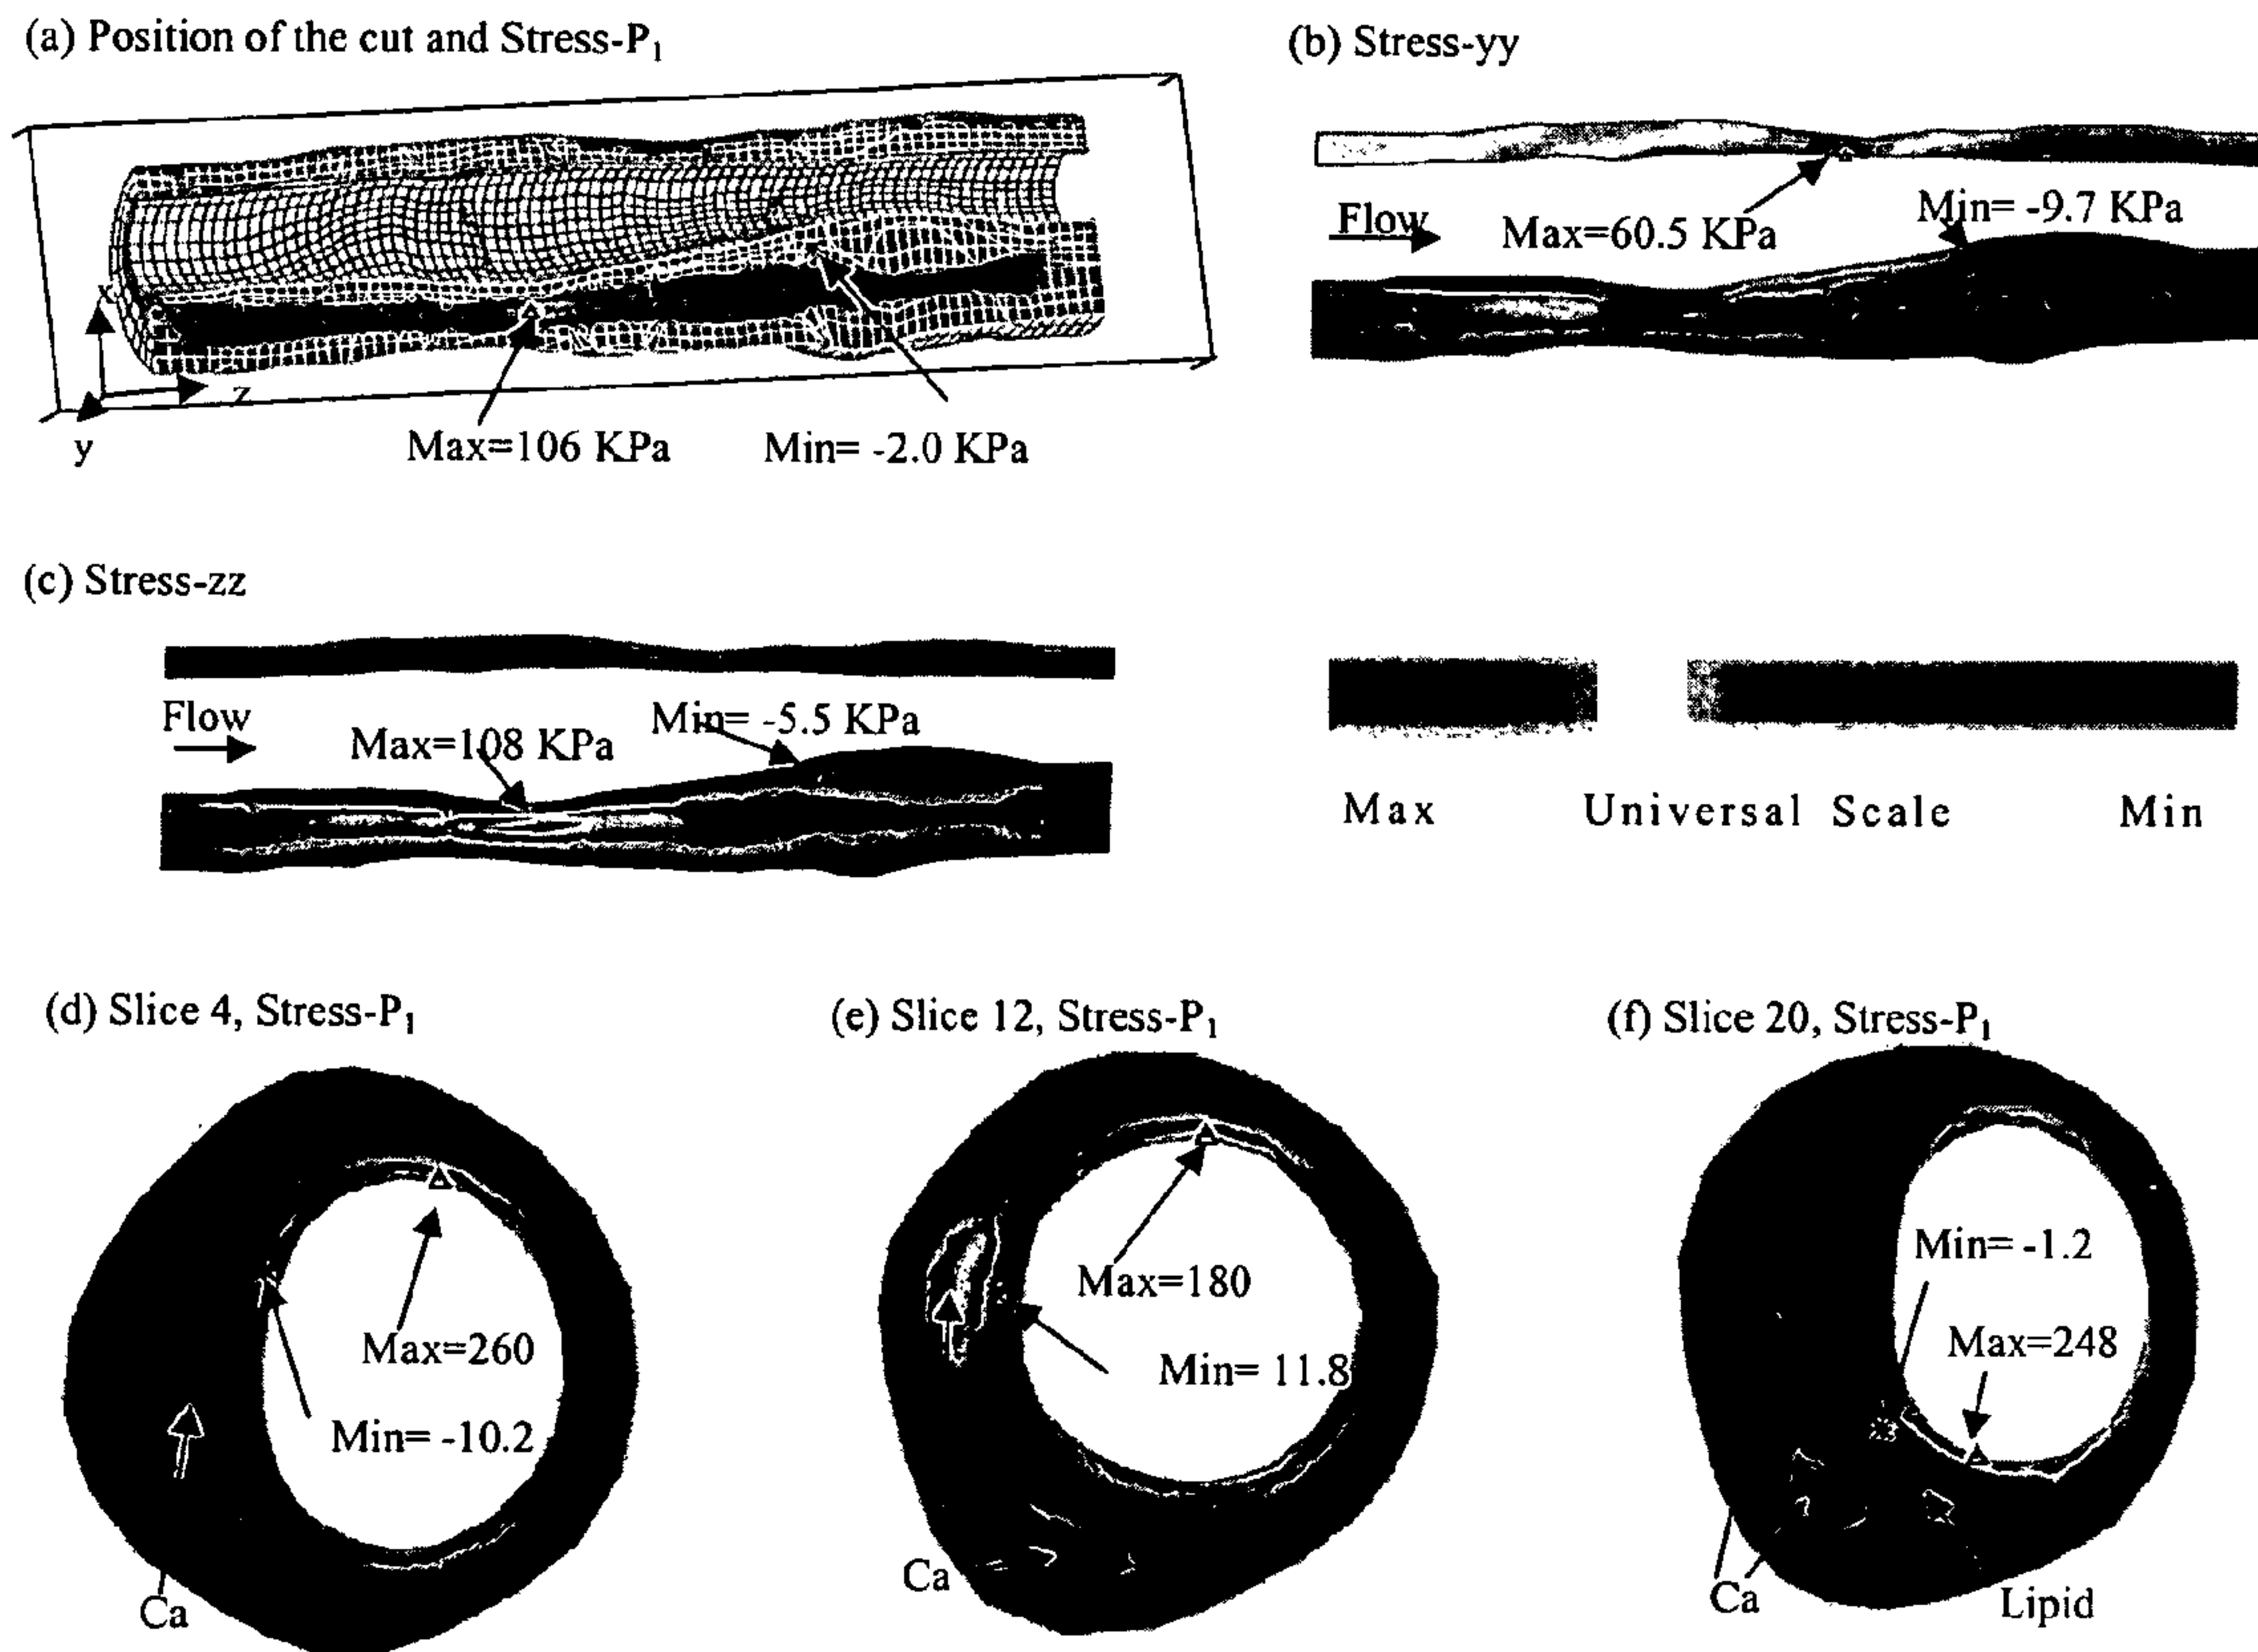 (a) Position of the cut and Stress-P₁
x
z
y
Max=106 KPa
Min= -2.0 KPa
(b) Stress-yy
Flow
Max=60.5 KPa
Min= -9.7 KPa
(c) Stress-zz
Flow
Max=108 KPa
Min= -5.5 KPa
Max Universal Scale Min
(d) Slice 4, Stress-P₁
Max=260
Min= -10.2
Ca
(e) Slice 12, Stress-P₁
Max=180
Min= 11.8
Ca
(f) Slice 20, Stress-P₁
Min= -1.2
Max=248
Ca
Lipid